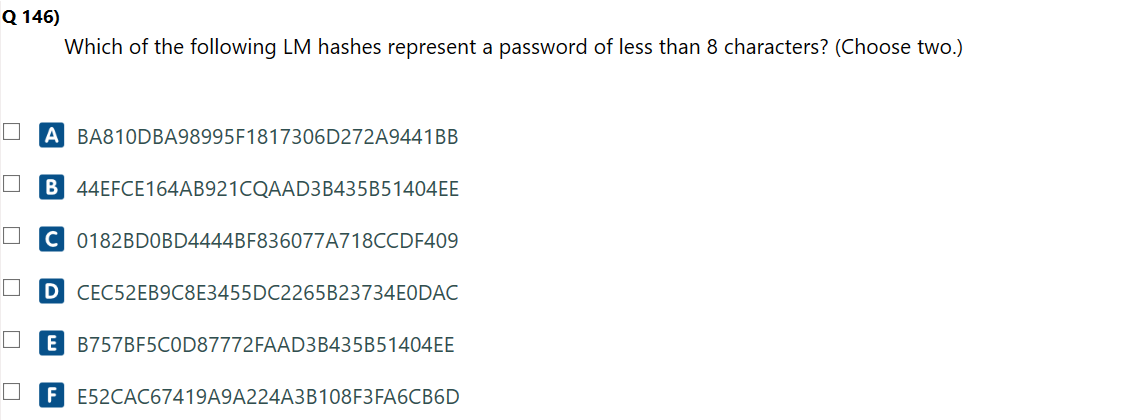 Q 146)
Which of the following LM hashes represent a password of less than 8 characters? (Choose two.)
A BA810DBA98995F1817306D272A9441BB
B 44EFCE164AB921CQAAD3B435B51404EE
C 0182BD0BD4444BF836077A718CCDF409
D CEC52EB9C8E3455DC2265B23734E0DAC
E B757BF5C0D87772FAAD3B435B51404EE
F E52CAC67419A9A224A3B108F3FA6CB6D